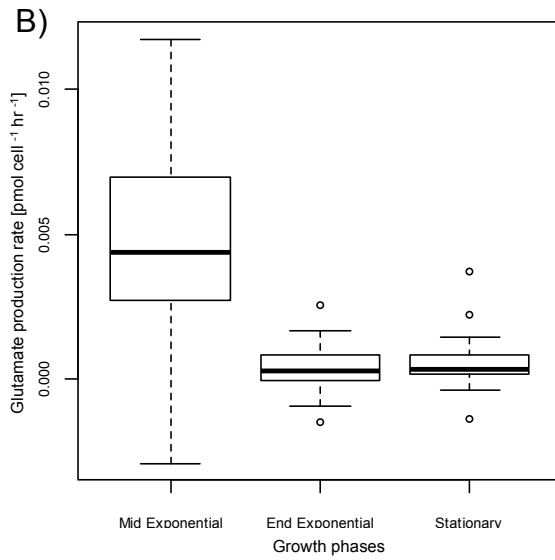 B)
Glutamate production rate [pmol cell -1 hr -1]
0.010
0.005
0.000
Mid Exponential
End Exponential
Stationary
Growth phases